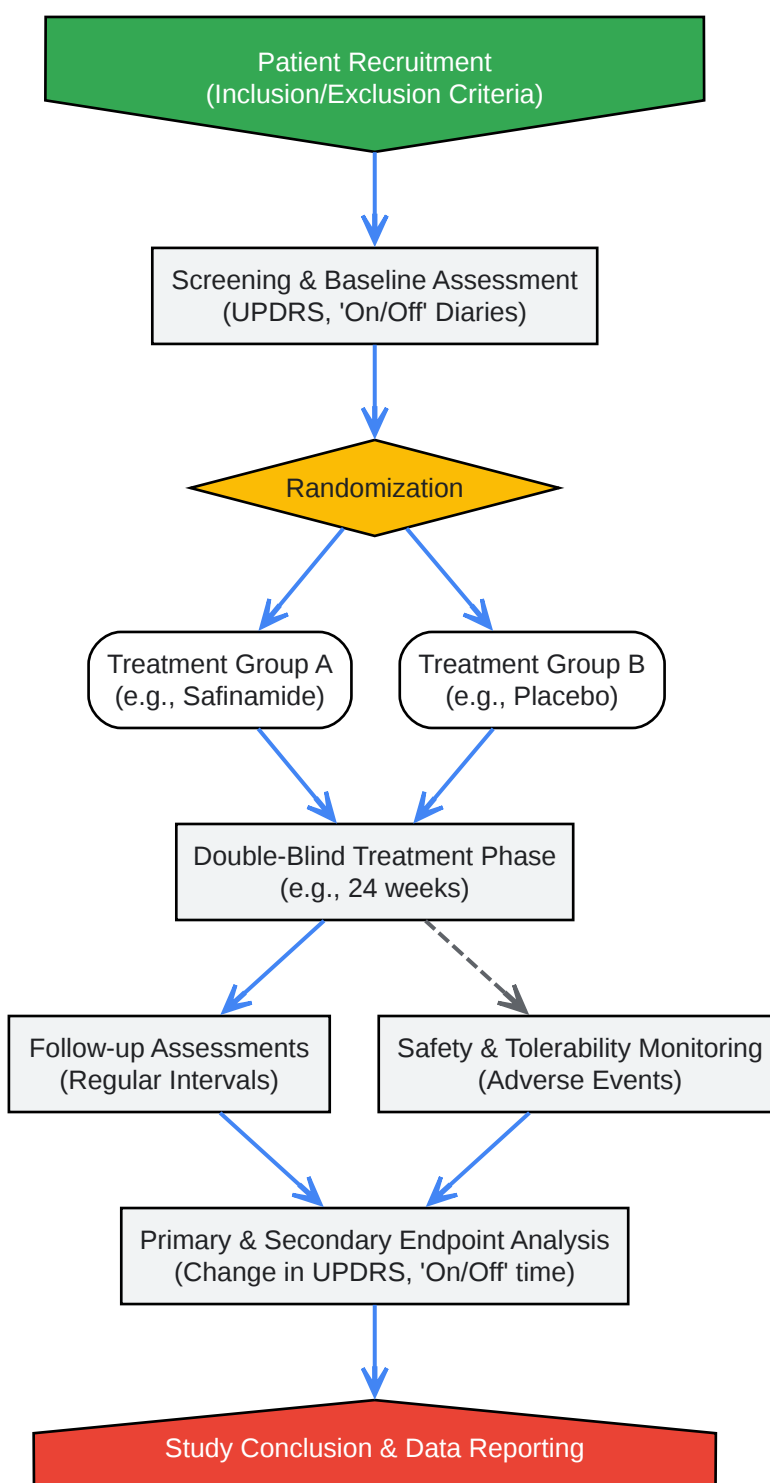 Patient Recruitment
(Inclusion/Exclusion Criteria)
Screening & Baseline Assessment
(UPDRS, 'On/Off' Diaries)
Randomization
Treatment Group A
(e.g., Safinamide)
Treatment Group B
(e.g., Placebo)
Double-Blind Treatment Phase
(e.g., 24 weeks)
Follow-up Assessments
(Regular Intervals)
Safety & Tolerability Monitoring
(Adverse Events)
Primary & Secondary Endpoint Analysis
(Change in UPDRS, 'On/Off' time)
Study Conclusion & Data Reporting